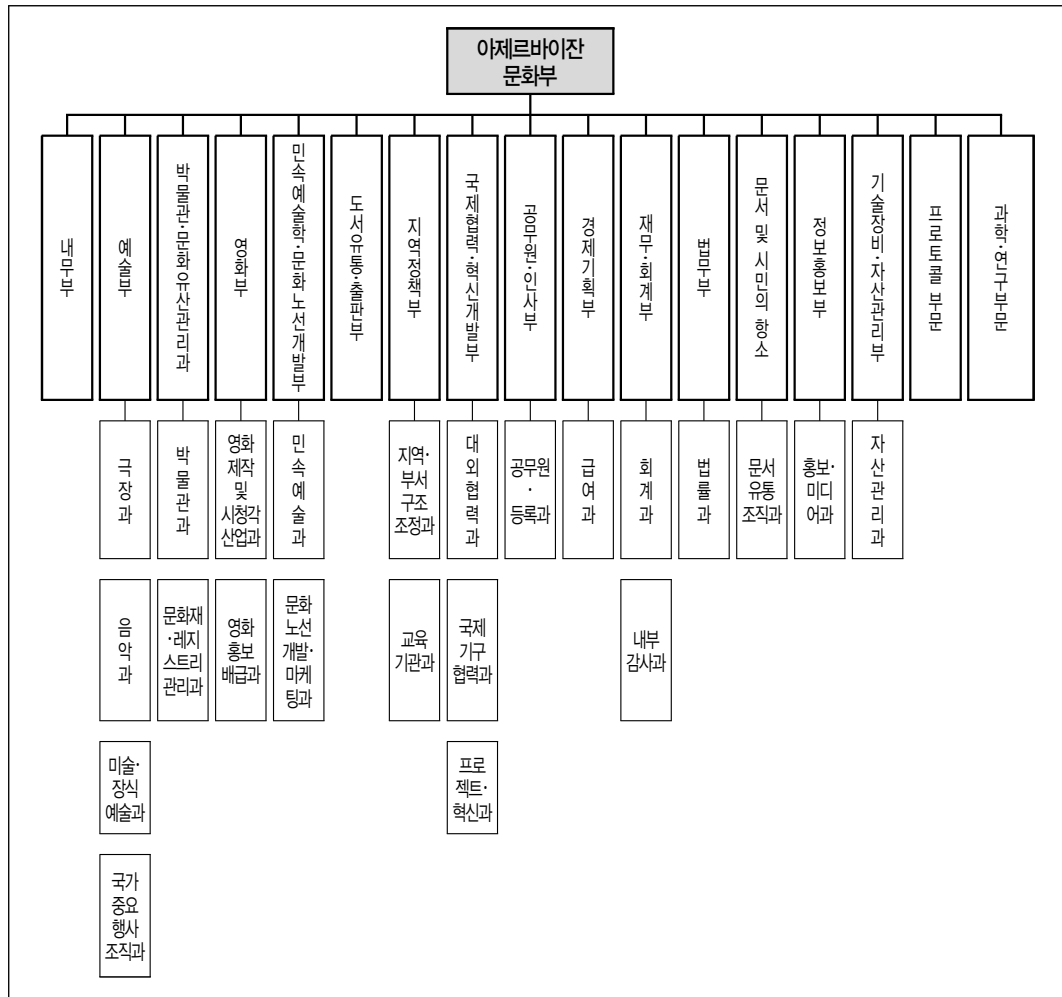 아제르바이잔
문화부
내무부
예술부
박물관·문화유산관리과
영화부
민속예술학·문화노선개발부
도서유통·출판부
지역정책부
국제협력·혁신개발부
공무원·인사부
경제기획부
재무·회계부
법무부
문서 및 시민의 항소
정보홍보부
기술장비·자산관리부
프로토콜 부문
과학·연구부문
극장과
박물관과
영화
제작
및
시청각
산업과
민속예술과
지역·
부서
구조
조정과
대외협력과
공무원
·
등록과
급여과
회계과
법률과
문서
유통
조직과
홍보·
미디
어과
자산관리과
음악과
문화재
·레지
스트리
관리과
영화
홍보
배급과
문화
노선
개발·
마케
팅과
교육
기관과
국제
기구
협력과
내부
감사과
미술·
장식
예술과
프로
젝트·
혁신과
국가
중요
행사
조직과